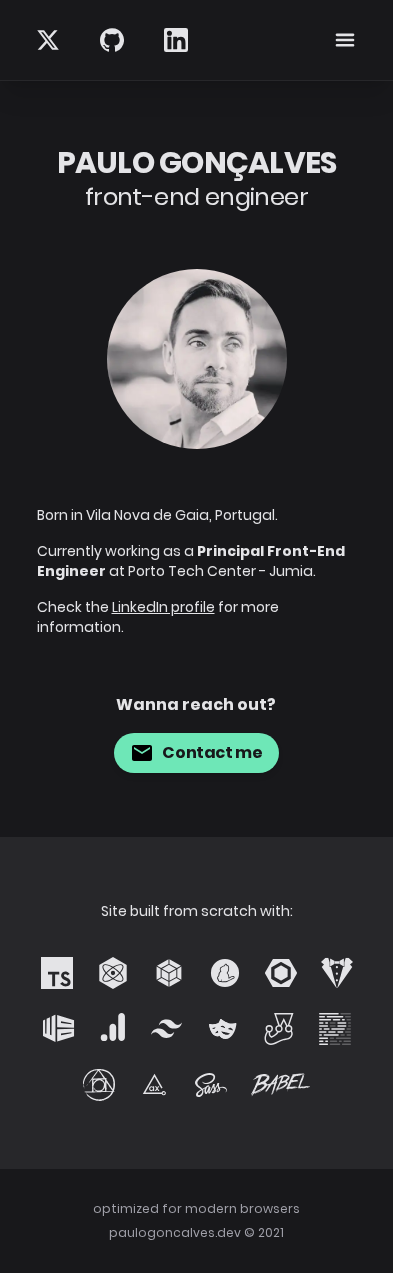 PAULO GONÇALVES
front-end engineer
Born in Vila Nova de Gaia, Portugal.
Currently working as a Principal Front-End
Engineer at Porto Tech Center - Jumia.
Check the LinkedIn profile for more
information.
Wanna reach out?
Contact me
Site built from scratch with:
TS
ax
Sass
BABEL
optimized for modern browsers
paulogoncalves.dev © 2021